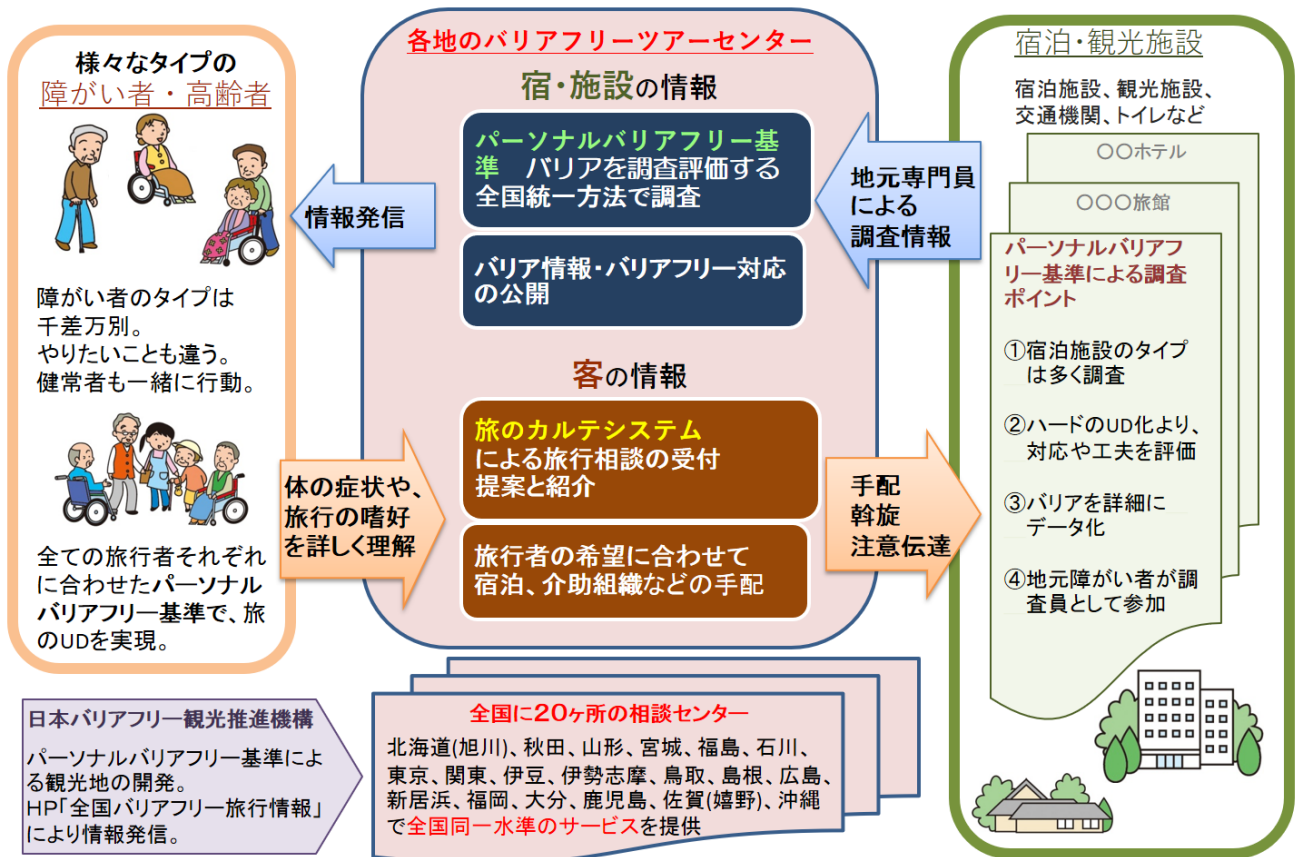 様々なタイプの
障がい者・高齢者
障がい者のタイプは
千差万別。
やりたいことも違う。
健常者も一緒に行動。
全ての旅行者それぞれ
に合わせたパーソナル
バリアフリー基準で、旅
のUDを実現。
情報発信
体の症状や、
旅行の嗜好
を詳しく理解
各地のバリアフリーツアーセンター
宿・施設の情報
パーソナルバリアフリー基
準　バリアを調査評価する
全国統一方法で調査
バリア情報・バリアフリー対応
の公開
客の情報
旅のカルテシステム
による旅行相談の受付
提案と紹介
旅行者の希望に合わせて
宿泊、介助組織などの手配
地元専門員
による
調査情報
手配
斡旋
注意伝達
宿泊・観光施設
宿泊施設、観光施設、
交通機関、トイレなど
〇〇ホテル
〇〇〇旅館
パーソナルバリアフ
リー基準による調査
ポイント
①宿泊施設のタイプ
は多く調査
②ハードのUD化より、
対応や工夫を評価
③バリアを詳細に
データ化
④地元障がい者が調
査員として参加
日本バリアフリー観光推進機構
パーソナルバリアフリー基準によ
る観光地の開発。
HP「全国バリアフリー旅行情報」
により情報発信。
全国に20ヶ所の相談センター
北海道(旭川)、秋田、山形、宮城、福島、石川、
東京、関東、伊豆、伊勢志摩、鳥取、島根、広島、
新居浜、福岡、大分、鹿児島、佐賀(嬉野)、沖縄
で全国同一水準のサービスを提供